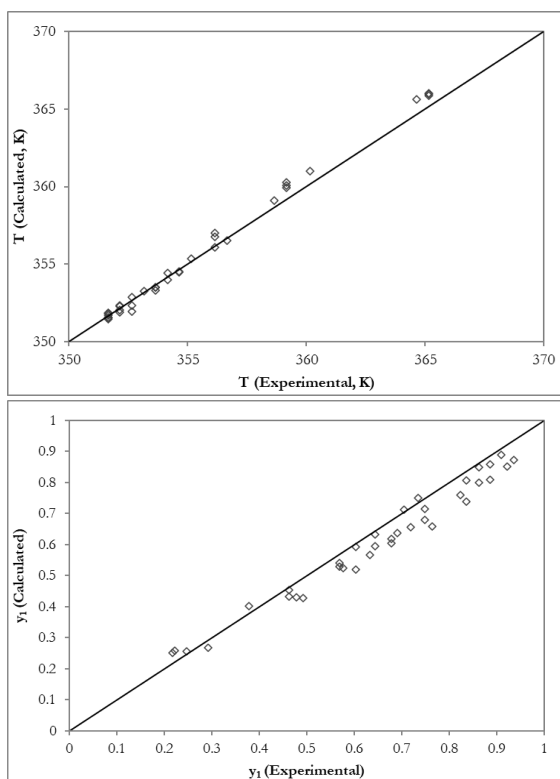 370
365
360
355
350
T (Calculated, K)
350 355 360 365 370
T (Experimental, K)
1
0.9
0.8
0.7
0.6
0.5
0.4
0.3
0.2
0.1
0
y₁ (Calculated)
0 0.1 0.2 0.3 0.4 0.5 0.6 0.7 0.8 0.9 1
y₁ (Experimental)